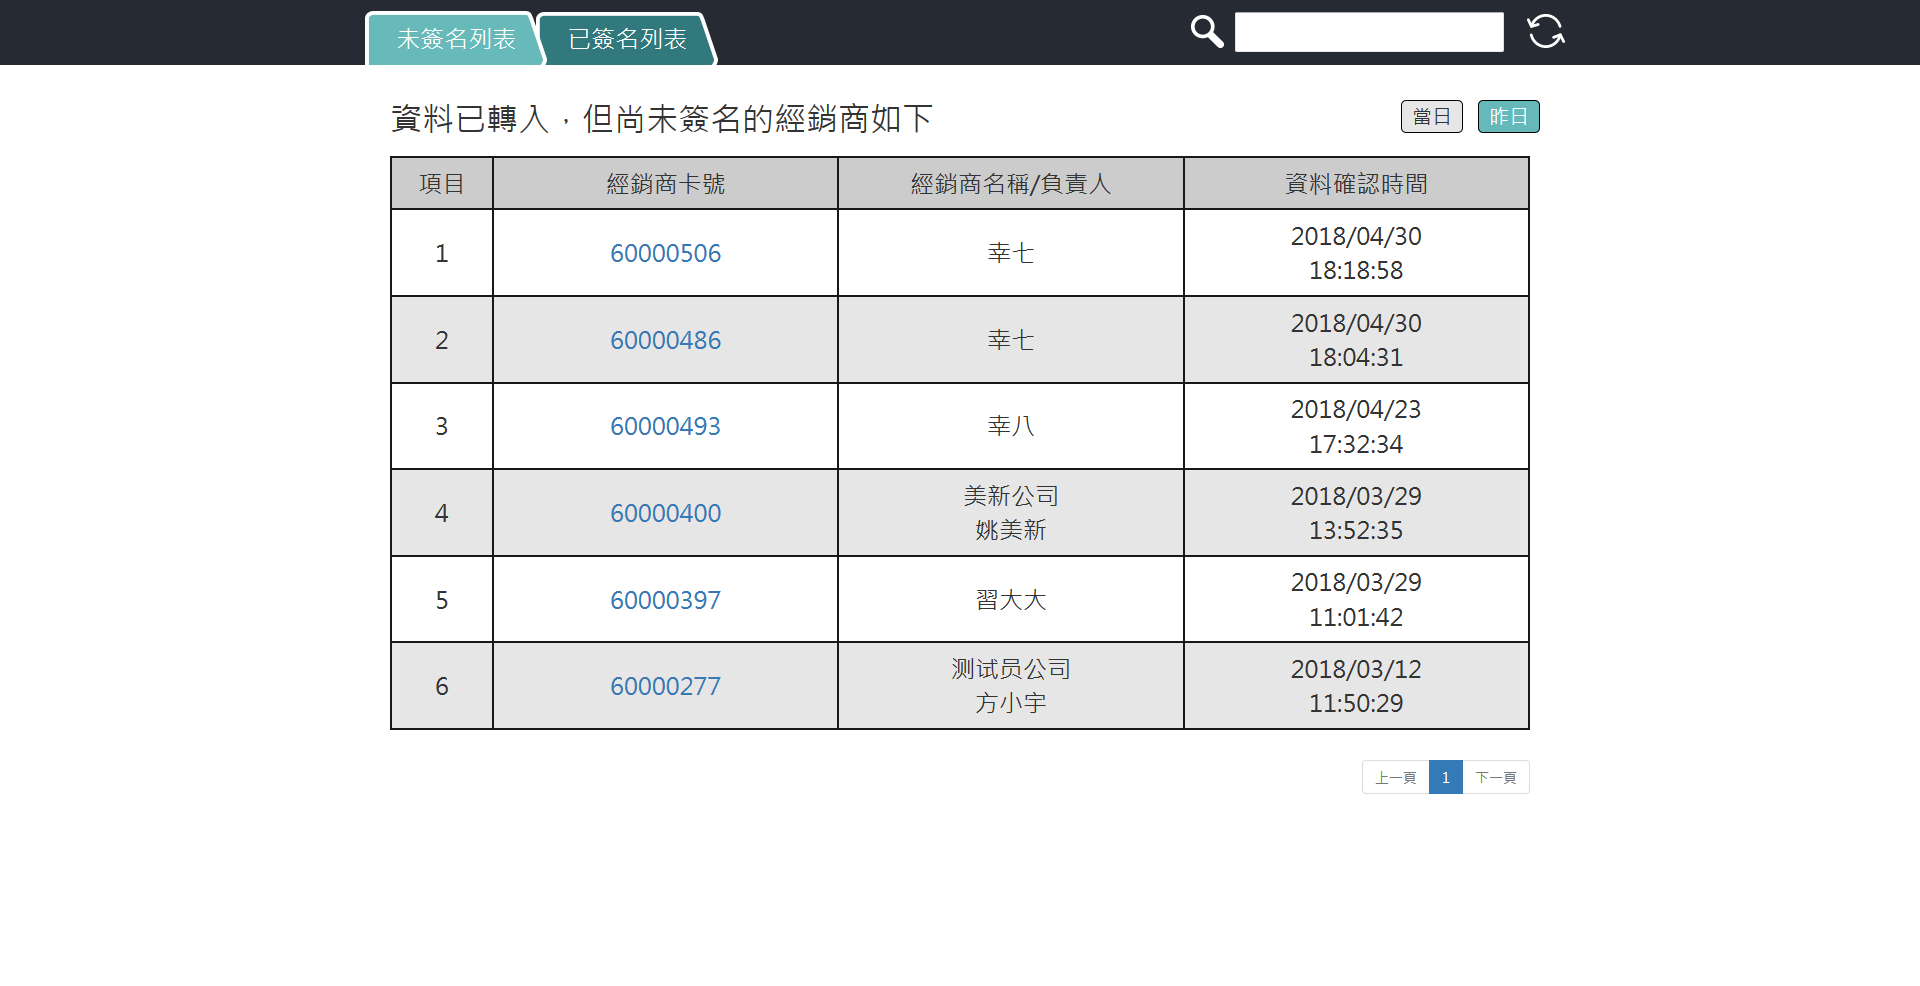 未簽名列表 已簽名列表
資料已轉入，但尚未簽名的經銷商如下 當日 昨日
項目 經銷商卡號 經銷商名稱/負責人 資料確認時間
1 60000506 幸七 2018/04/30
18:18:58
2 60000486 幸七 2018/04/30
18:04:31
3 60000493 幸八 2018/04/23
17:32:34
4 60000400 美新公司 2018/03/29
姚美新 13:52:35
5 60000397 習大大 2018/03/29
11:01:42
6 60000277 测试员公司 2018/03/12
方小宇 11:50:29
上一頁 1 下一頁